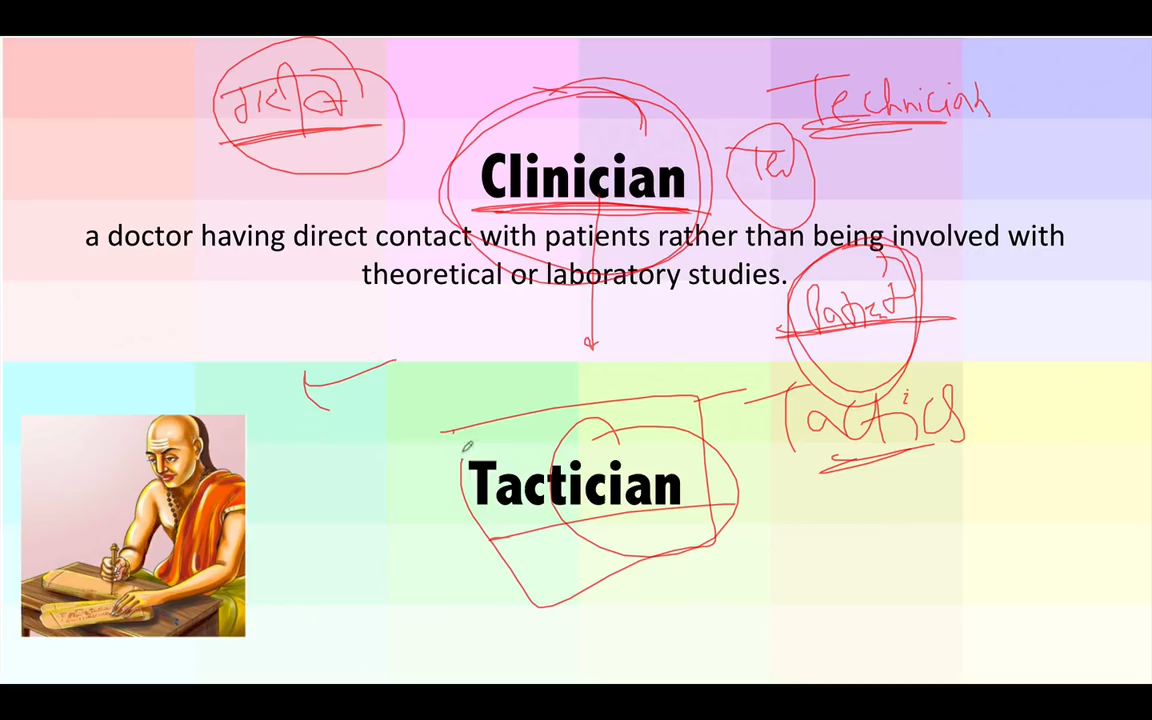 Technician
Clinician
a doctor having direct contact with patients rather than being involved with
theoretical or laboratory studies.
Patient
Tactics
Tactician